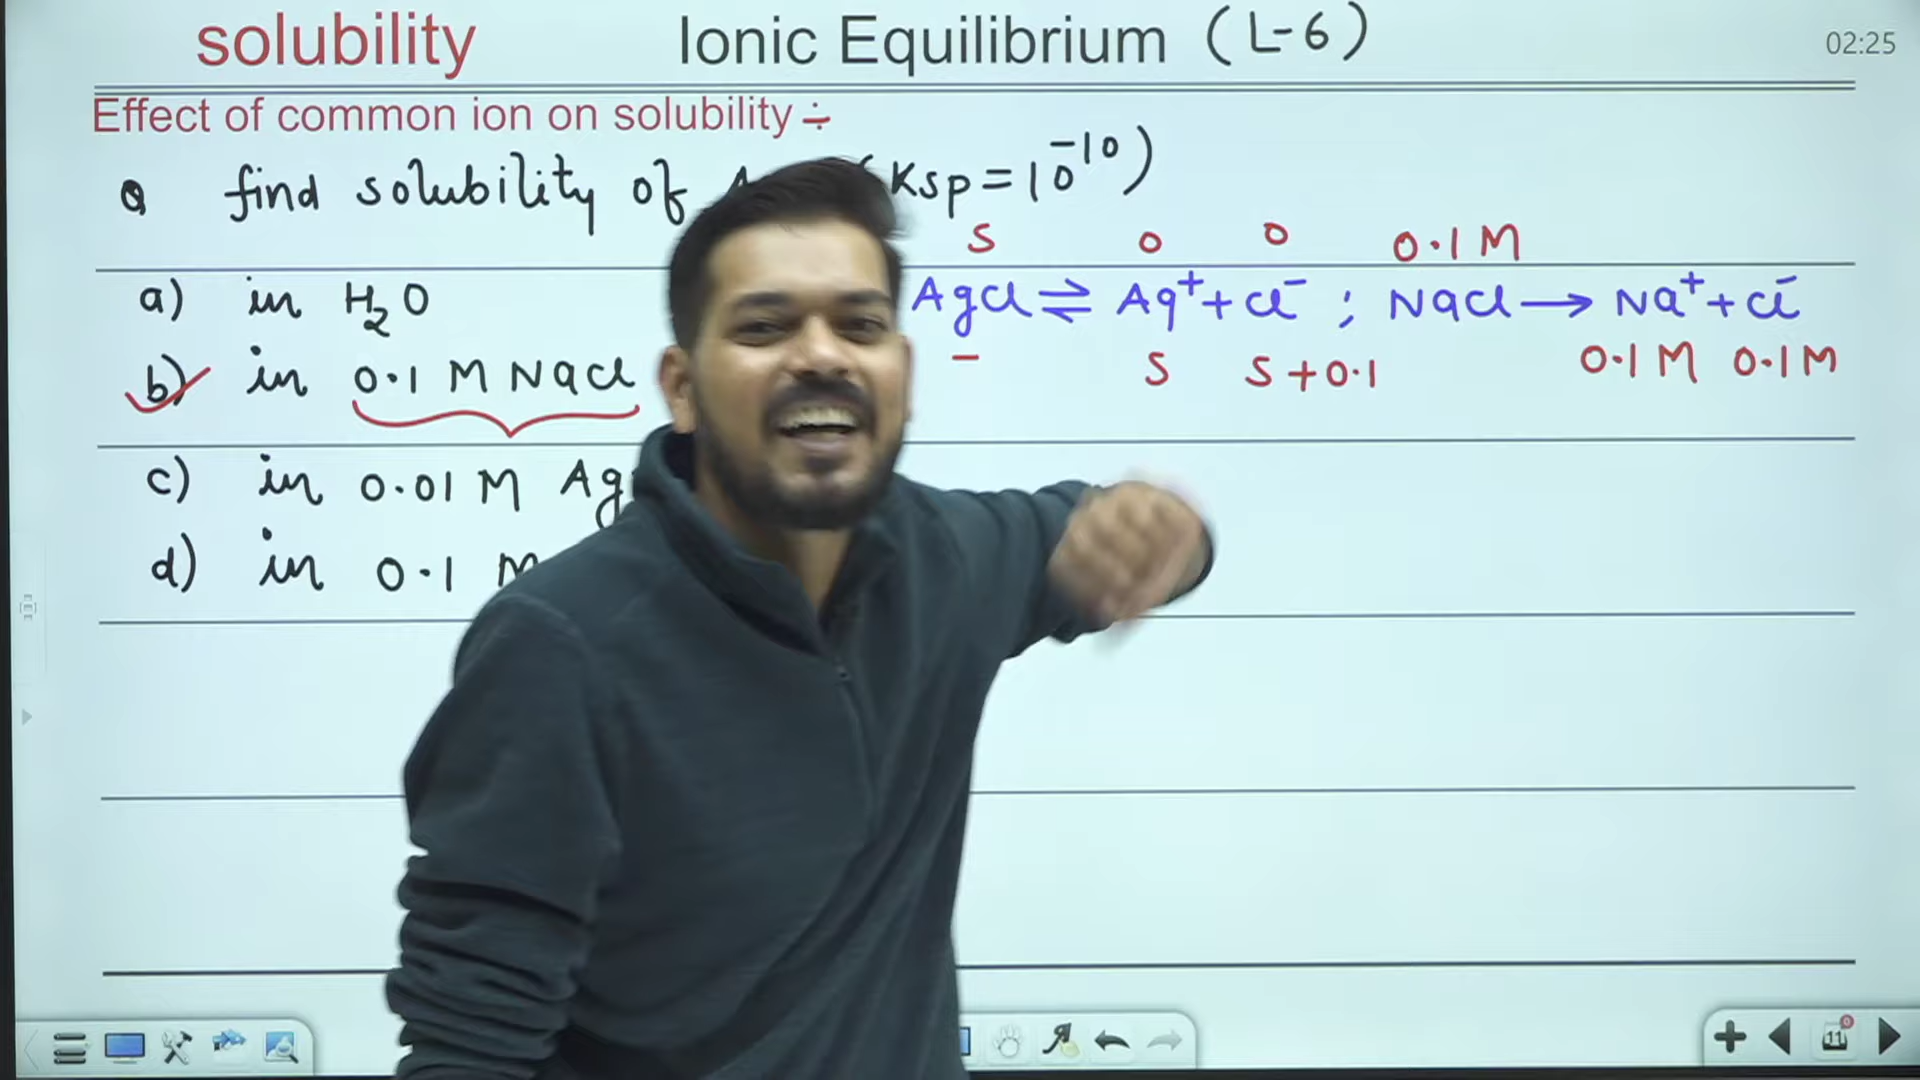 solubility Ionic Equilibrium (L-6) 02:25
Effect of common ion on solubility ÷
Q find solubility of Ksp = 10⁻¹⁰)
S 0 0 0.1 M
a) in H₂O AgCl ⇌ Ag⁺ + Cl⁻ ; NaCl → Na⁺ + Cl⁻
b) in 0.1 M NaCl – S S + 0.1 0.1 M 0.1 M
c) in 0.01 M Ag
d) in 0.1 M
11